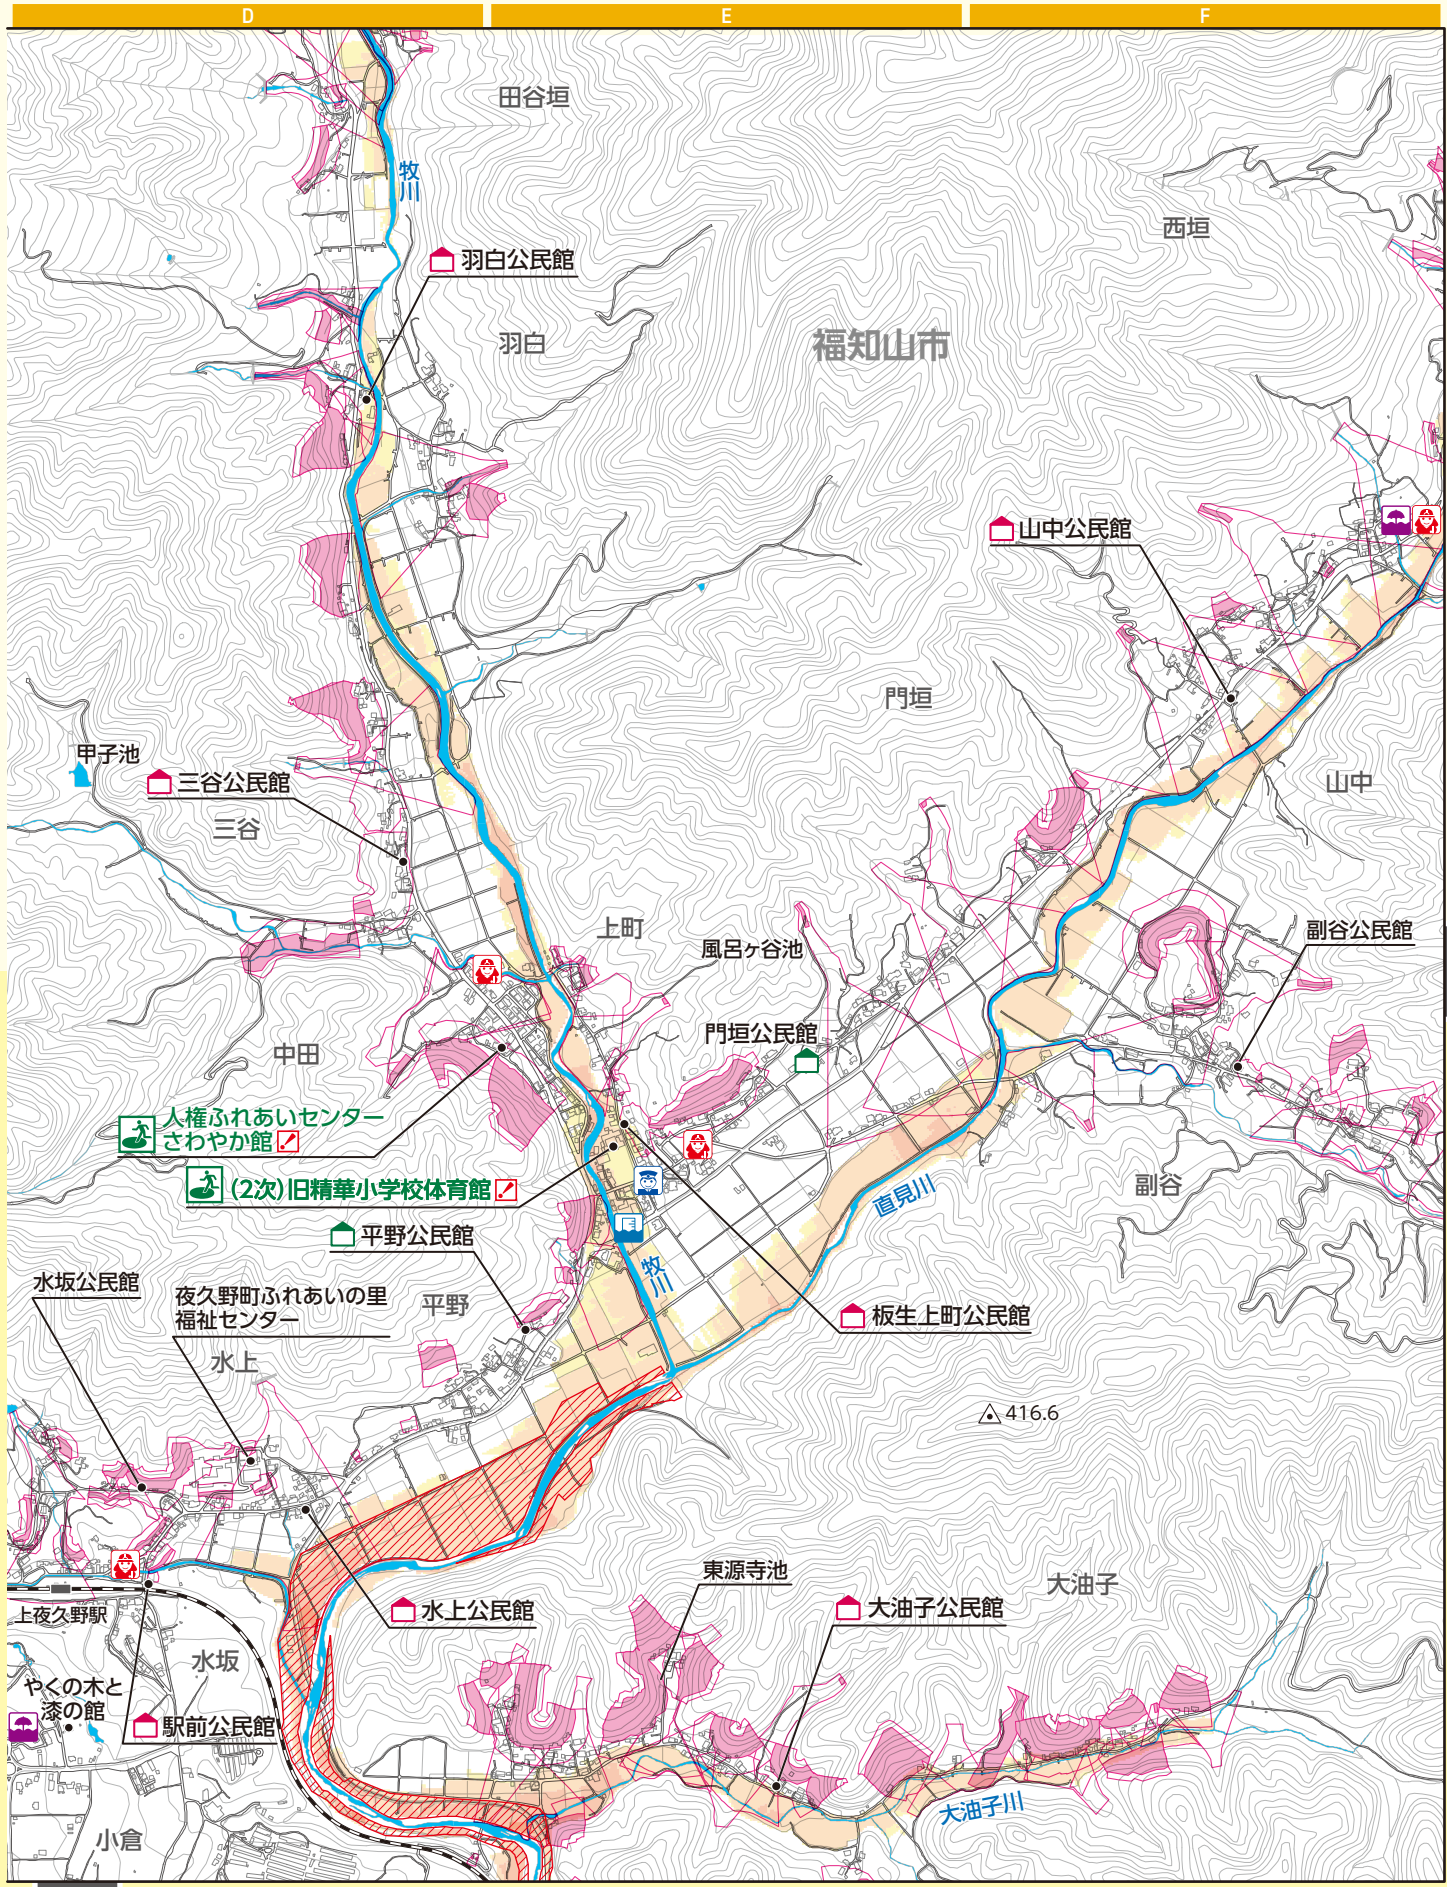 D
E
F
田谷垣
牧川
西垣
羽白公民館
羽白
福知山市
山中公民館
門垣
甲子池
三谷公民館
三谷
山中
上町
風呂ヶ谷池
副谷公民館
門垣公民館
中田
人権ふれあいセンター
さわやか館
(2次)旧精華小学校体育館
直見川
副谷
平野公民館
牧川
水坂公民館
夜久野町ふれあいの里
福祉センター
平野
板生上町公民館
水上
416.6
東源寺池
大油子
上夜久野駅
水上公民館
大油子公民館
水坂
やくの木と
漆の館
駅前公民館
大油子川
小倉